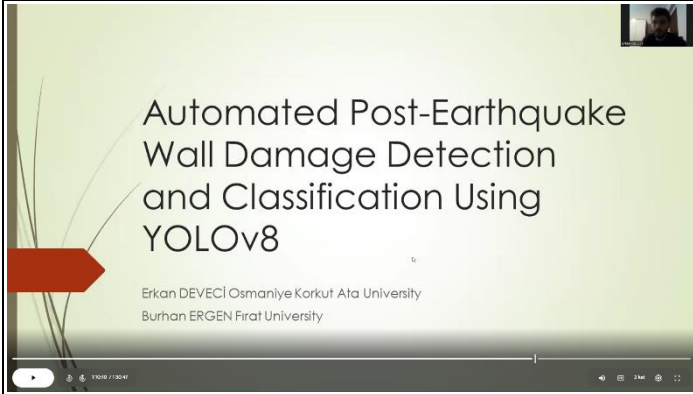 Automated Post-Earthquake
Wall Damage Detection
and Classification Using
YOLOv8
Erkan DEVECİ Osmaniye Korkut Ata University
Burhan ERGEN Fırat University